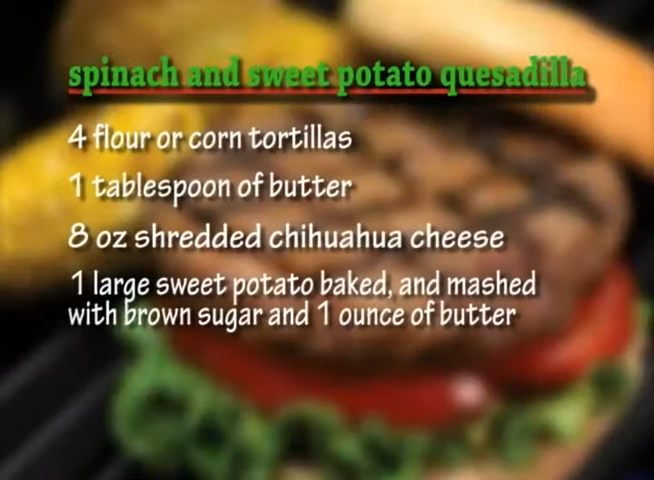 spinach and sweet potato quesadilla
4 flour or corn tortillas
1 tablespoon of butter
8 oz shredded chihuahua cheese
1 large sweet potato baked, and mashed
with brown sugar and 1 ounce of butter